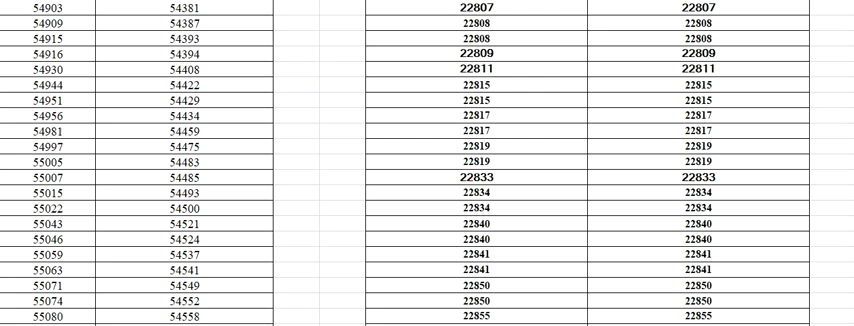 54903 54381 22807 22807
54909 54387 22808 22808
54915 54393 22808 22808
54916 54394 22809 22809
54930 54408 22811 22811
54944 54422 22815 22815
54951 54429 22815 22815
54956 54434 22817 22817
54981 54459 22817 22817
54997 54475 22819 22819
55005 54483 22819 22819
55007 54485 22833 22833
55015 54493 22834 22834
55022 54500 22834 22834
55043 54521 22840 22840
55046 54524 22840 22840
55059 54537 22841 22841
55063 54541 22841 22841
55071 54549 22850 22850
55074 54552 22850 22850
55080 54558 22855 22855